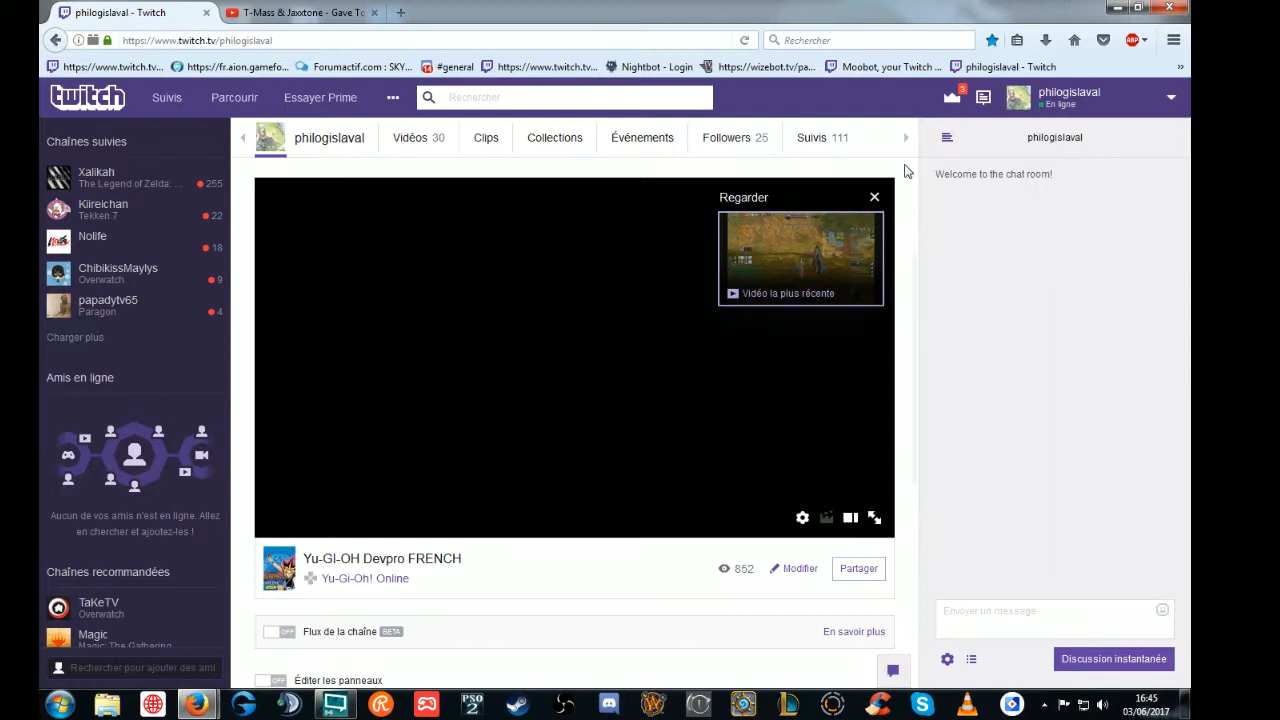 philogislaval - Twitch
T-Mass & Jaxtone - Gave To
https://www.twitch.tv/philogislaval
Rechercher
ABP
https://www.twitch.tv...
https://fr.aion.gamefo...
Forumactif.com : SKY...
14 #general
https://www.twitch.tv...
Nightbot - Login
https://wizebot.tv/pa...
Moobot, your Twitch ...
philogislaval - Twitch
twitch
Suivis
Parcourir
Essayer Prime
Rechercher
3
philogislaval
En ligne
Chaînes suivies
Xalikah
The Legend of Zelda: ...
255
Kiireichan
Tekken 7
22
Nolife
18
ChibikissMaylys
Overwatch
9
papadytv65
Paragon
4
Charger plus
Amis en ligne
Aucun de vos amis n'est en ligne. Allez
en chercher et ajoutez-les !
Chaînes recommandées
TaKeTV
Overwatch
Magic
Magic: The Gathering
Rechercher pour ajouter des ami
philogislaval
Vidéos 30
Clips
Collections
Événements
Followers 25
Suivis 111
Regarder
Vidéo la plus récente
Yu-GI-OH Devpro FRENCH
Yu-Gi-Oh! Online
852
Modifier
Partager
OFF
Flux de la chaîne BETA
En savoir plus
OFF
Éditer les panneaux
philogislaval
Welcome to the chat room!
Envoyer un message
Discussion instantanée
PSO
2
16:45
03/06/2017